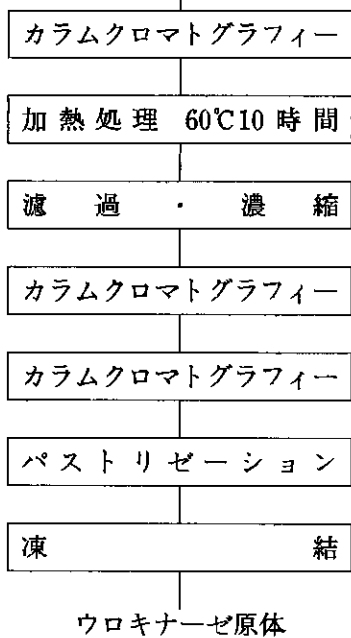 カラムクロマトグラフィー
加熱処理 60℃10時間
濾過・濃縮
カラムクロマトグラフィー
カラムクロマトグラフィー
パストリゼーション
凍結
ウロキナーゼ原体